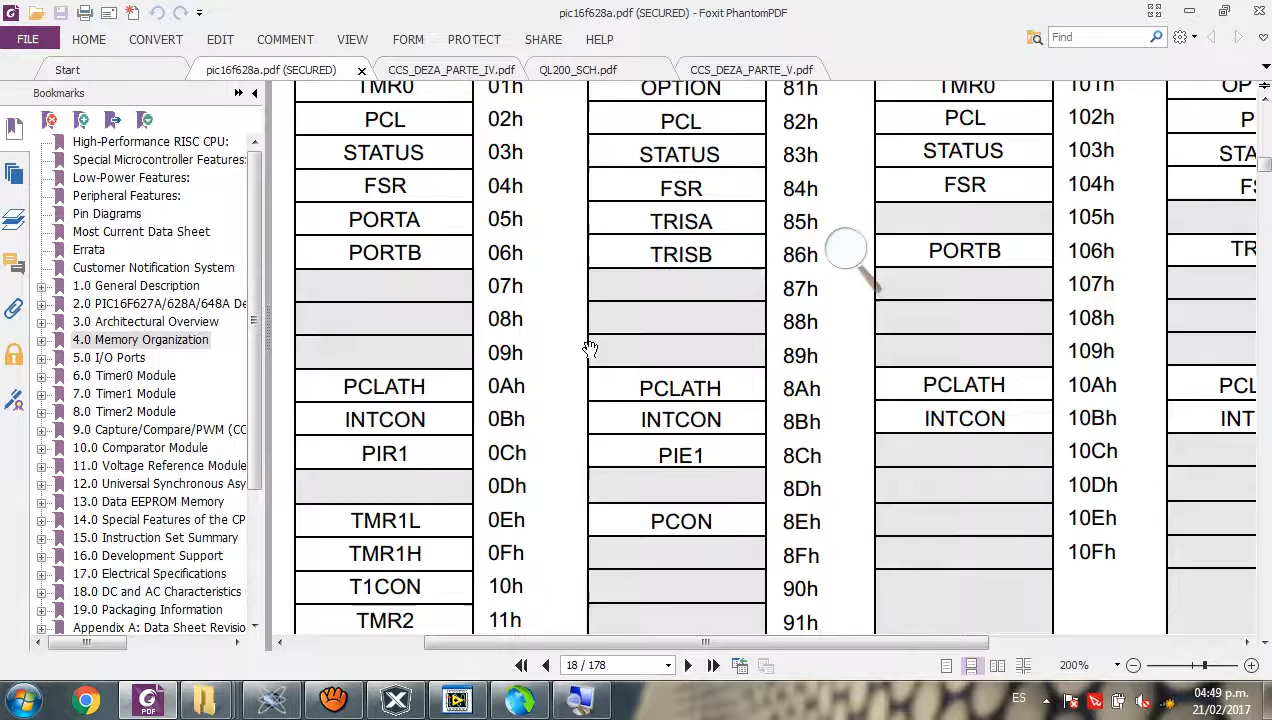 pic16f628a.pdf (SECURED) - Foxit PhantomPDF
FILE HOME CONVERT EDIT COMMENT VIEW FORM PROTECT SHARE HELP Find
Start pic16f628a.pdf (SECURED) CCS_DEZA_PARTE_IV.pdf QL200_SCH.pdf CCS_DEZA_PARTE_V.pdf
Bookmarks
High-Performance RISC CPU:
Special Microcontroller Features:
Low-Power Features:
Peripheral Features:
Pin Diagrams
Most Current Data Sheet
Errata
Customer Notification System
1.0 General Description
2.0 PIC16F627A/628A/648A De
3.0 Architectural Overview
4.0 Memory Organization
5.0 I/O Ports
6.0 Timer0 Module
7.0 Timer1 Module
8.0 Timer2 Module
9.0 Capture/Compare/PWM (CC
10.0 Comparator Module
11.0 Voltage Reference Module
12.0 Universal Synchronous Asy
13.0 Data EEPROM Memory
14.0 Special Features of the CP
15.0 Instruction Set Summary
16.0 Development Support
17.0 Electrical Specifications
18.0 DC and AC Characteristics
19.0 Packaging Information
Appendix A: Data Sheet Revisio
TMR0 01h OPTION 81h TMR0 101h OP
PCL 02h PCL 82h PCL 102h P
STATUS 03h STATUS 83h STATUS 103h STA
FSR 04h FSR 84h FSR 104h FS
PORTA 05h TRISA 85h 105h
PORTB 06h TRISB 86h PORTB 106h TR
07h 87h 107h
08h 88h 108h
09h 89h 109h
PCLATH 0Ah PCLATH 8Ah PCLATH 10Ah PCL
INTCON 0Bh INTCON 8Bh INTCON 10Bh INT
PIR1 0Ch PIE1 8Ch 10Ch
0Dh 8Dh 10Dh
TMR1L 0Eh PCON 8Eh 10Eh
TMR1H 0Fh 8Fh 10Fh
T1CON 10h 90h
TMR2 11h 91h
18 / 178 200%
PDF ES 04:49 p.m.
21/02/2017